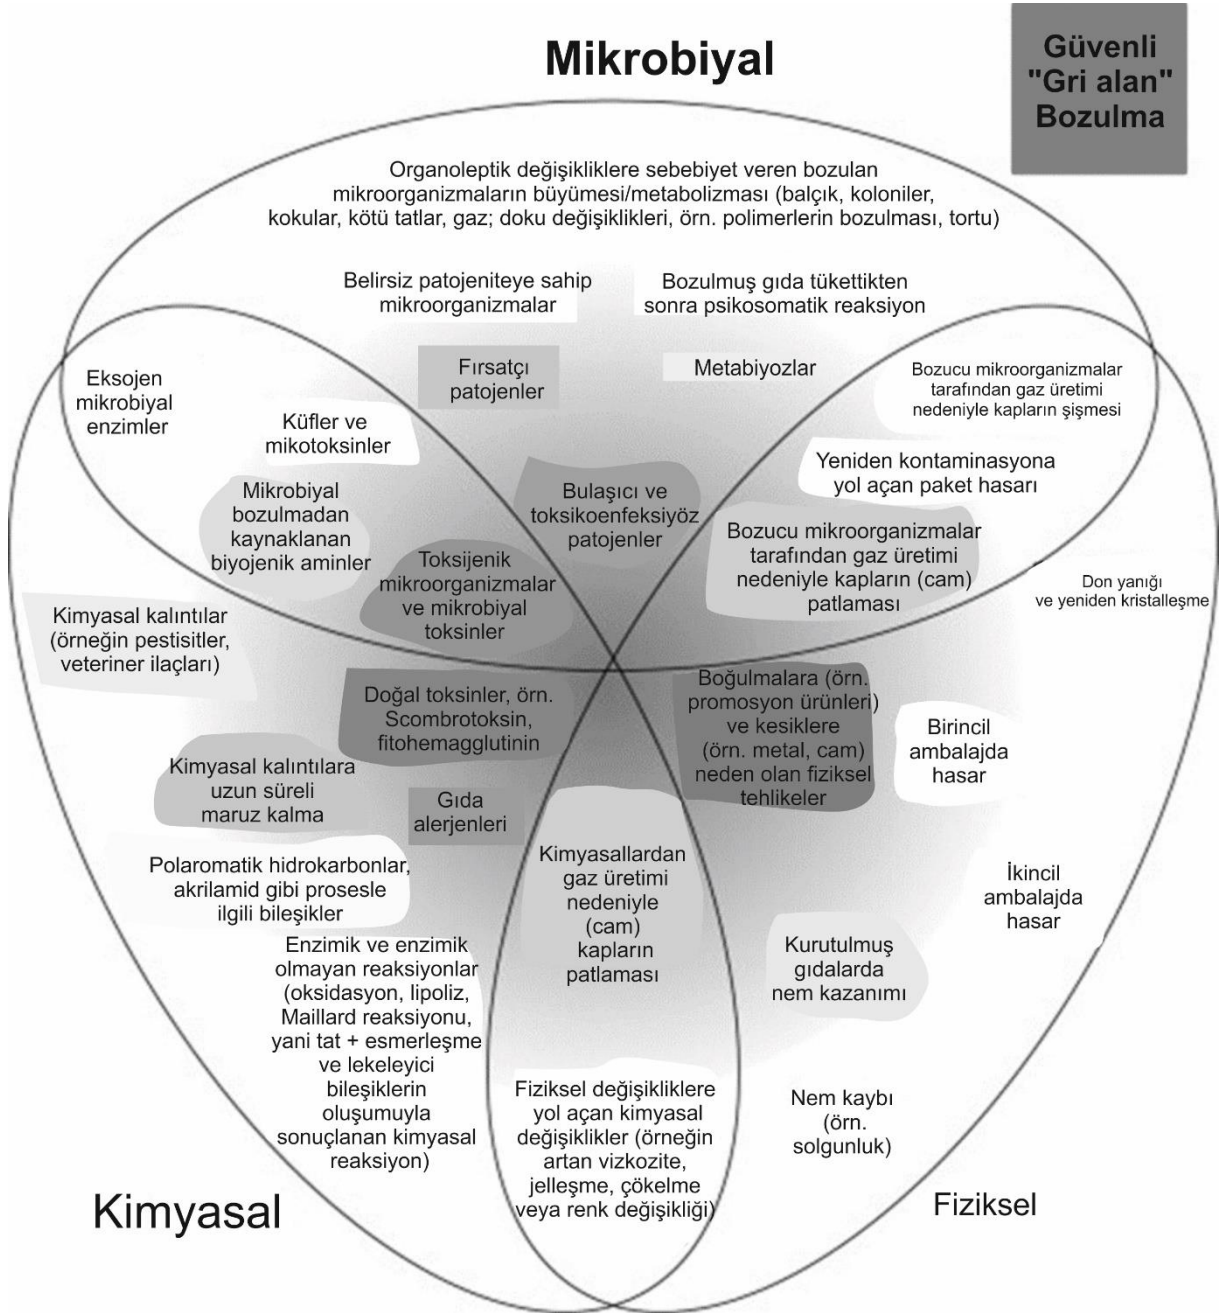 Mikrobiyal
Güvenli
"Gri alan"
Bozulma
Organoleptik değişikliklere sebebiyet veren bozulan
mikroorganizmaların büyümesi/metabolizması (balçık, koloniler,
kokular, kötü tatlar, gaz; doku değişiklikleri, örn. polimerlerin bozulması, tortu)
Belirsiz patojeniteye sahip
mikroorganizmalar
Bozulmuş gıda tükettikten
sonra psikosomatik reaksiyon
Eksojen
mikrobiyal
enzimler
Fırsatçı
patojenler
Metabiyozlar
Bozucu mikroorganizmalar
tarafından gaz üretimi
nedeniyle kapların şişmesi
Küfler ve
mikotoksinler
Yeniden kontaminasyona
yol açan paket hasarı
Mikrobiyal
bozulmadan
kaynaklanan
biyojenik aminler
Bulaşıcı ve
toksikoenfeksiyöz
patojenler
Bozucu mikroorganizmalar
tarafından gaz üretimi
nedeniyle kapların (cam)
patlaması
Toksijenik
mikroorganizmalar
ve mikrobiyal
toksinler
Don yanığı
ve yeniden kristalleşme
Kimyasal kalıntılar
(örneğin pestisitler,
veteriner ilaçları)
Doğal toksinler, örn.
Scombrotoksin,
fitohemagglutinin
Boğulmalara (örn.
promosyon ürünleri)
ve kesiklere
(örn. metal, cam)
neden olan fiziksel
tehlikeler
Birincil
ambalajda
hasar
Kimyasal kalıntılara
uzun süreli
maruz kalma
Gıda
alerjenleri
Kimyasallardan
gaz üretimi
nedeniyle
(cam)
kapların
patlaması
Polaromatik hidrokarbonlar,
akrilamid gibi prosesle
ilgili bileşikler
İkincil
ambalajda
hasar
Kurutulmuş
gıdalarda
nem kazanımı
Enzimik ve enzimik
olmayan reaksiyonlar
(oksidasyon, lipoliz,
Maillard reaksiyonu,
yani tat + esmerleşme
ve lekeleyici
bileşiklerin
oluşumuyla
sonuçlanan kimyasal
reaksiyon)
Fiziksel değişikliklere
yol açan kimyasal
değişiklikler (örneğin
artan vizkozite,
jelleşme, çökelme
veya renk değişikliği)
Nem kaybı
(örn.
solgunluk)
Kimyasal
Fiziksel